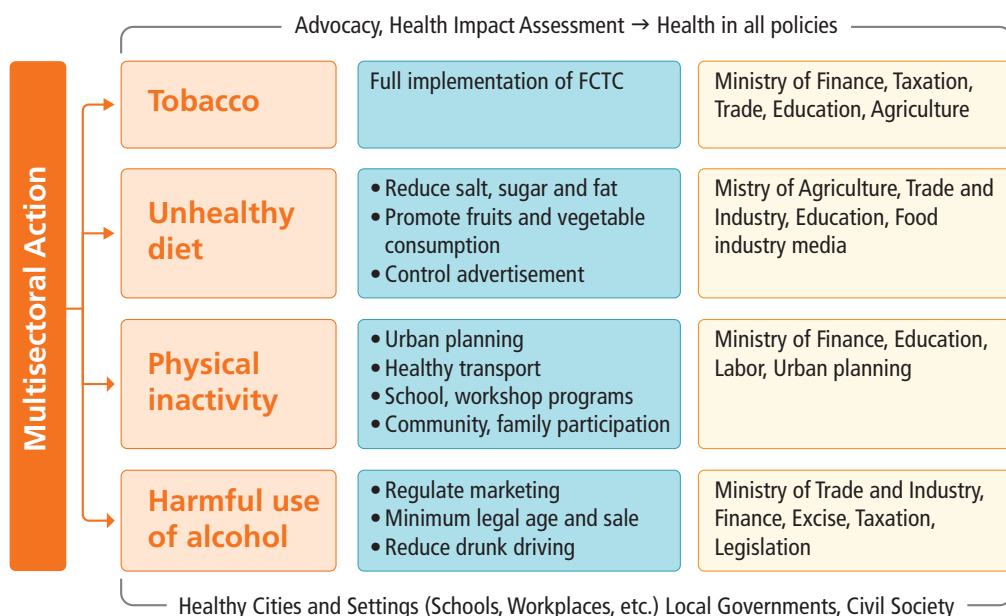 Advocacy, Health Impact Assessment → Health in all policies
Multisectoral Action
Tobacco
Full implementation of FCTC
Ministry of Finance, Taxation,
Trade, Education, Agriculture
Unhealthy
diet
• Reduce salt, sugar and fat
• Promote fruits and vegetable
consumption
• Control advertisement
Mistry of Agriculture, Trade and
Industry, Education, Food
industry media
Physical
inactivity
• Urban planning
• Healthy transport
• School, workshop programs
• Community, family participation
Ministry of Finance, Education,
Labor, Urban planning
Harmful use
of alcohol
• Regulate marketing
• Minimum legal age and sale
• Reduce drunk driving
Ministry of Trade and Industry,
Finance, Excise, Taxation,
Legislation
Healthy Cities and Settings (Schools, Workplaces, etc.) Local Governments, Civil Society